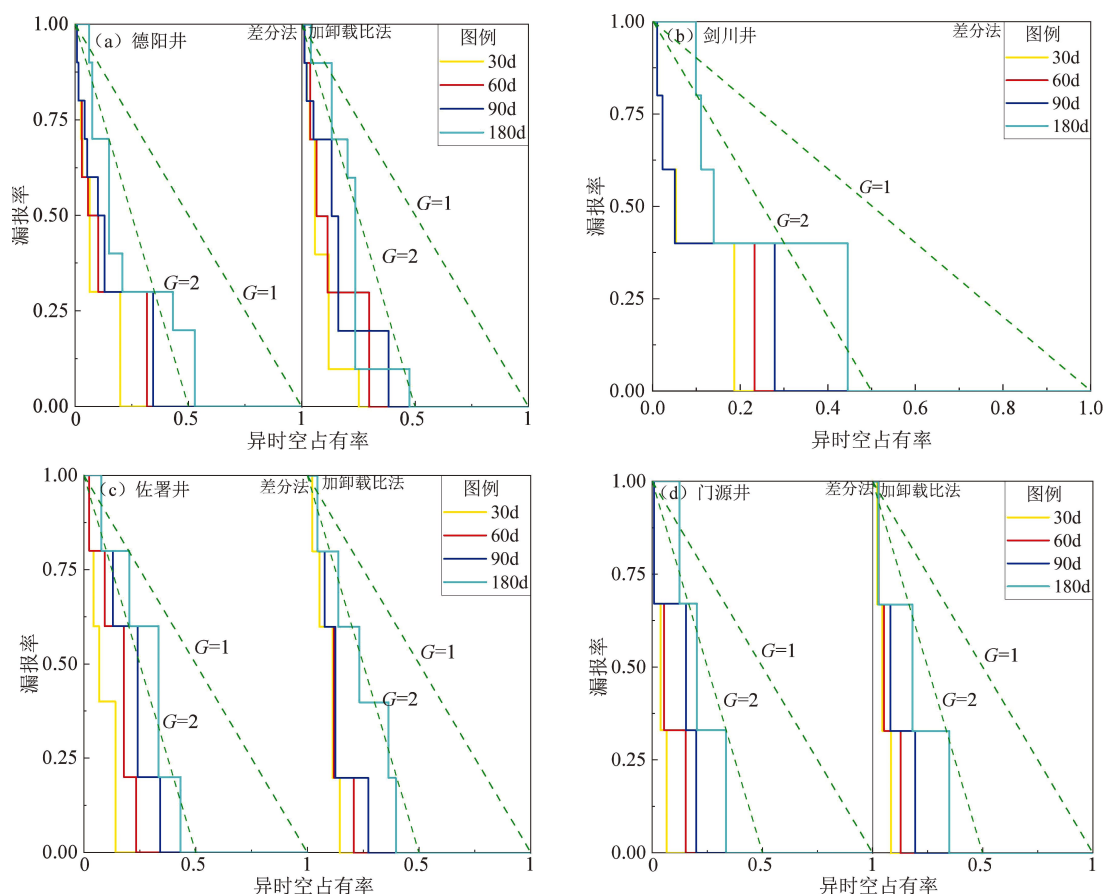 （a）德阳井
差分法
加卸载比法
图例
30d
60d
90d
180d
G=2
G=1
G=2
G=1
漏报率
1.00
0.75
0.50
0.25
0.00
0
0.5
1
0.5
1
异时空占有率
（b）剑川井
差分法
图例
30d
60d
90d
180d
G=1
G=2
漏报率
1.00
0.75
0.50
0.25
0.00
0.0
0.2
0.4
0.6
0.8
1.0
异时空占有率
（c）佐署井
差分法
加卸载比法
图例
30d
60d
90d
180d
G=1
G=2
G=1
G=2
漏报率
1.00
0.75
0.50
0.25
0.00
0
0.5
1
0.5
1
异时空占有率
（d）门源井
差分法
加卸载比法
图例
30d
60d
90d
180d
G=1
G=2
G=1
G=2
漏报率
1.00
0.75
0.50
0.25
0.00
0
0.5
1
0.5
1
异时空占有率